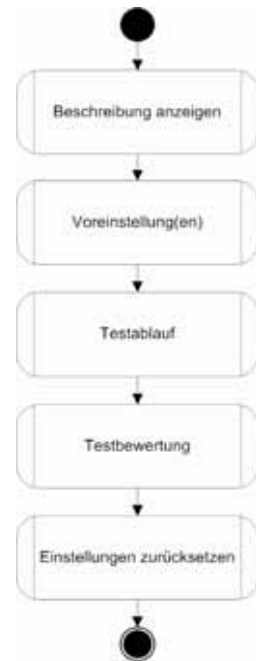 Beschreibung anzeigen
Voreinstellung(en)
Testablauf
Testbewertung
Einstellungen zurücksetzen